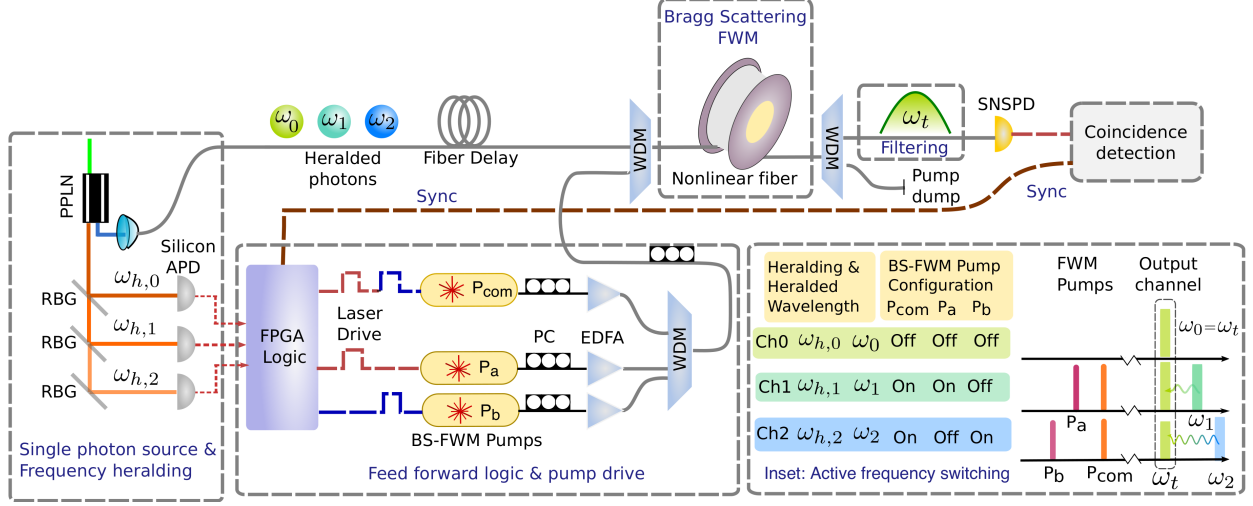 Bragg Scattering
FWM
ω0 ω1 ω2
Heralded
photons
Fiber Delay
WDM
Nonlinear fiber
WDM
ωt
Filtering
SNSPD
Coincidence
detection
Pump
dump
Sync
Sync
PPLN
Silicon
APD
ωh,0
RBG
ωh,1
RBG
ωh,2
RBG
Single photon source &
Frequency heralding
FPGA
Logic
Laser
Drive
Pcom
PC
EDFA
WDM
Pa
Pb
BS-FWM Pumps
Feed forward logic & pump drive
Heralding &
Heralded
Wavelength
BS-FWM Pump
Configuration
Pcom Pa Pb
Ch0 ωh,0 ω0 Off Off Off
Ch1 ωh,1 ω1 On On Off
Ch2 ωh,2 ω2 On Off On
Inset: Active frequency switching
FWM
Pumps
Output
channel
ω0=ωt
Pa
ω1
Pb Pcom ωt ω2